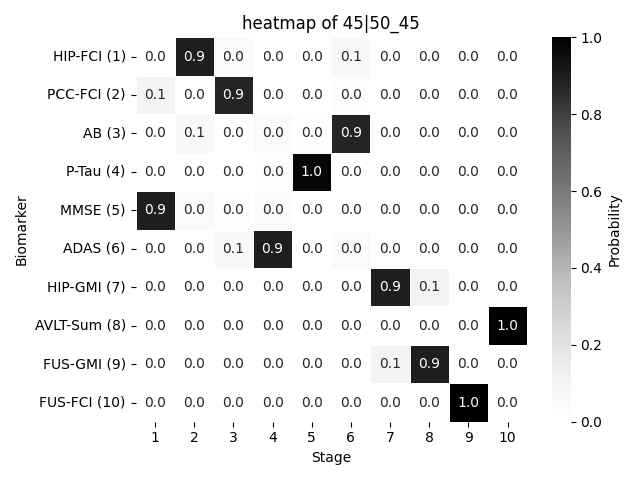 heatmap of 45|50_45
HIP-FCI (1) 0.0 0.9 0.0 0.0 0.0 0.1 0.0 0.0 0.0 0.0
PCC-FCI (2) 0.1 0.0 0.9 0.0 0.0 0.0 0.0 0.0 0.0 0.0
AB (3) 0.0 0.1 0.0 0.0 0.0 0.9 0.0 0.0 0.0 0.0
P-Tau (4) 0.0 0.0 0.0 0.0 1.0 0.0 0.0 0.0 0.0 0.0
MMSE (5) 0.9 0.0 0.0 0.0 0.0 0.0 0.0 0.0 0.0 0.0
ADAS (6) 0.0 0.0 0.1 0.9 0.0 0.0 0.0 0.0 0.0 0.0
HIP-GMI (7) 0.0 0.0 0.0 0.0 0.0 0.0 0.9 0.1 0.0 0.0
AVLT-Sum (8) 0.0 0.0 0.0 0.0 0.0 0.0 0.0 0.0 0.0 1.0
FUS-GMI (9) 0.0 0.0 0.0 0.0 0.0 0.0 0.1 0.9 0.0 0.0
FUS-FCI (10) 0.0 0.0 0.0 0.0 0.0 0.0 0.0 0.0 1.0 0.0
1 2 3 4 5 6 7 8 9 10
Stage
Biomarker
1.0
0.8
0.6
0.4
0.2
0.0
Probability